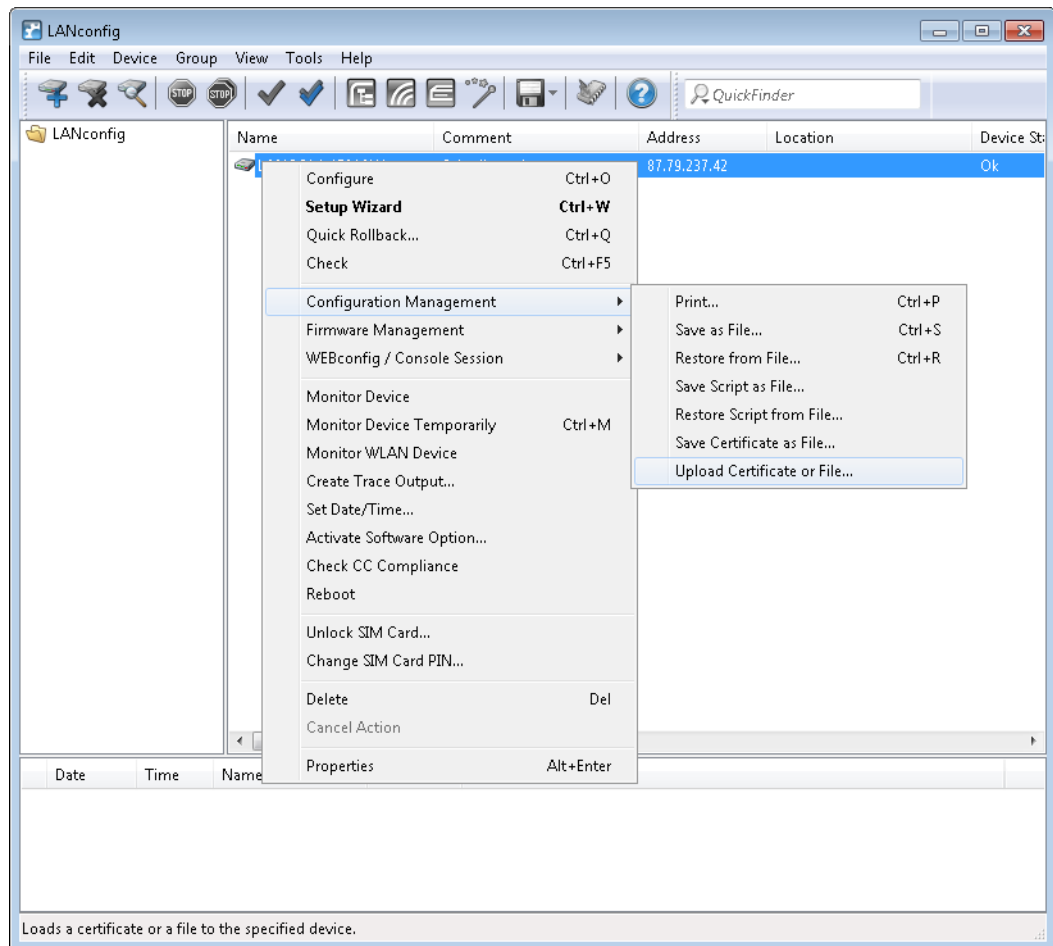 LANconfig
File Edit Device Group View Tools Help
STOP STOP QuickFinder
LANconfig
Name Comment Address Location Device
87.79.237.42 Ok
Configure Ctrl+O
Setup Wizard Ctrl+W
Quick Rollback... Ctrl+Q
Check Ctrl+F5
Configuration Management
Firmware Management
WEBconfig / Console Session
Monitor Device
Monitor Device Temporarily Ctrl+M
Monitor WLAN Device
Create Trace Output...
Set Date/Time...
Activate Software Option...
Check CC Compliance
Reboot
Unlock SIM Card...
Change SIM Card PIN...
Delete Del
Cancel Action
Properties Alt+Enter
Print... Ctrl+P
Save as File... Ctrl+S
Restore from File... Ctrl+R
Save Script as File...
Restore Script from File...
Save Certificate as File...
Upload Certificate or File...
Date Time Name
Loads a certificate or a file to the specified device.